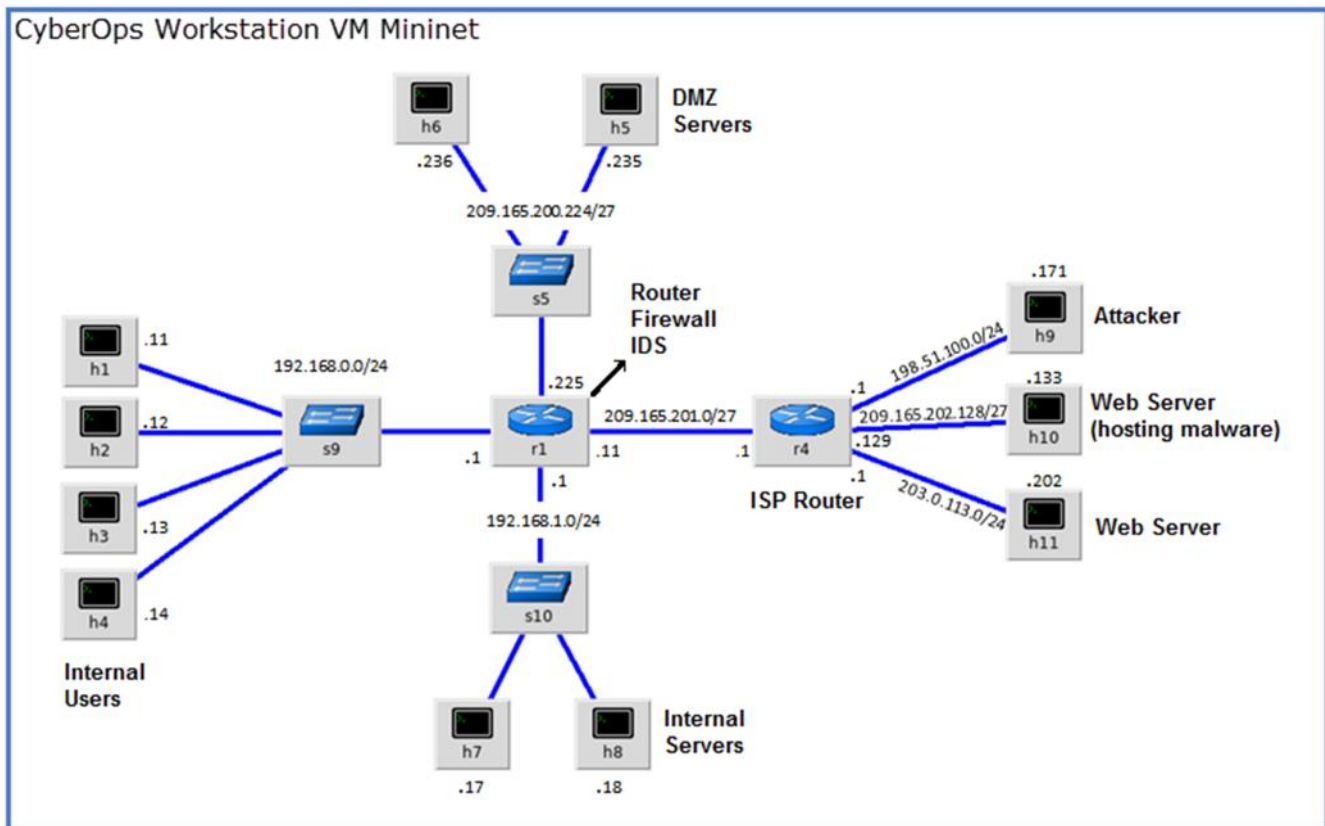 CyberOps Workstation VM Mininet
h6
h5
DMZ
Servers
.236
.235
209.165.200.224/27
s5
Router
Firewall
IDS
.171
h9
Attacker
h1
.11
192.168.0.0/24
.225
198.51.100.0/24
.1
.133
h2
.12
s9
.1
r1
.11
209.165.201.0/27
.1
r4
209.165.202.128/27
.129
h10
Web Server
(hosting malware)
.1
.1
ISP Router
.202
203.0.113.0/24
h11
Web Server
h3
.13
192.168.1.0/24
h4
.14
s10
Internal
Users
h7
h8
Internal
Servers
.17
.18